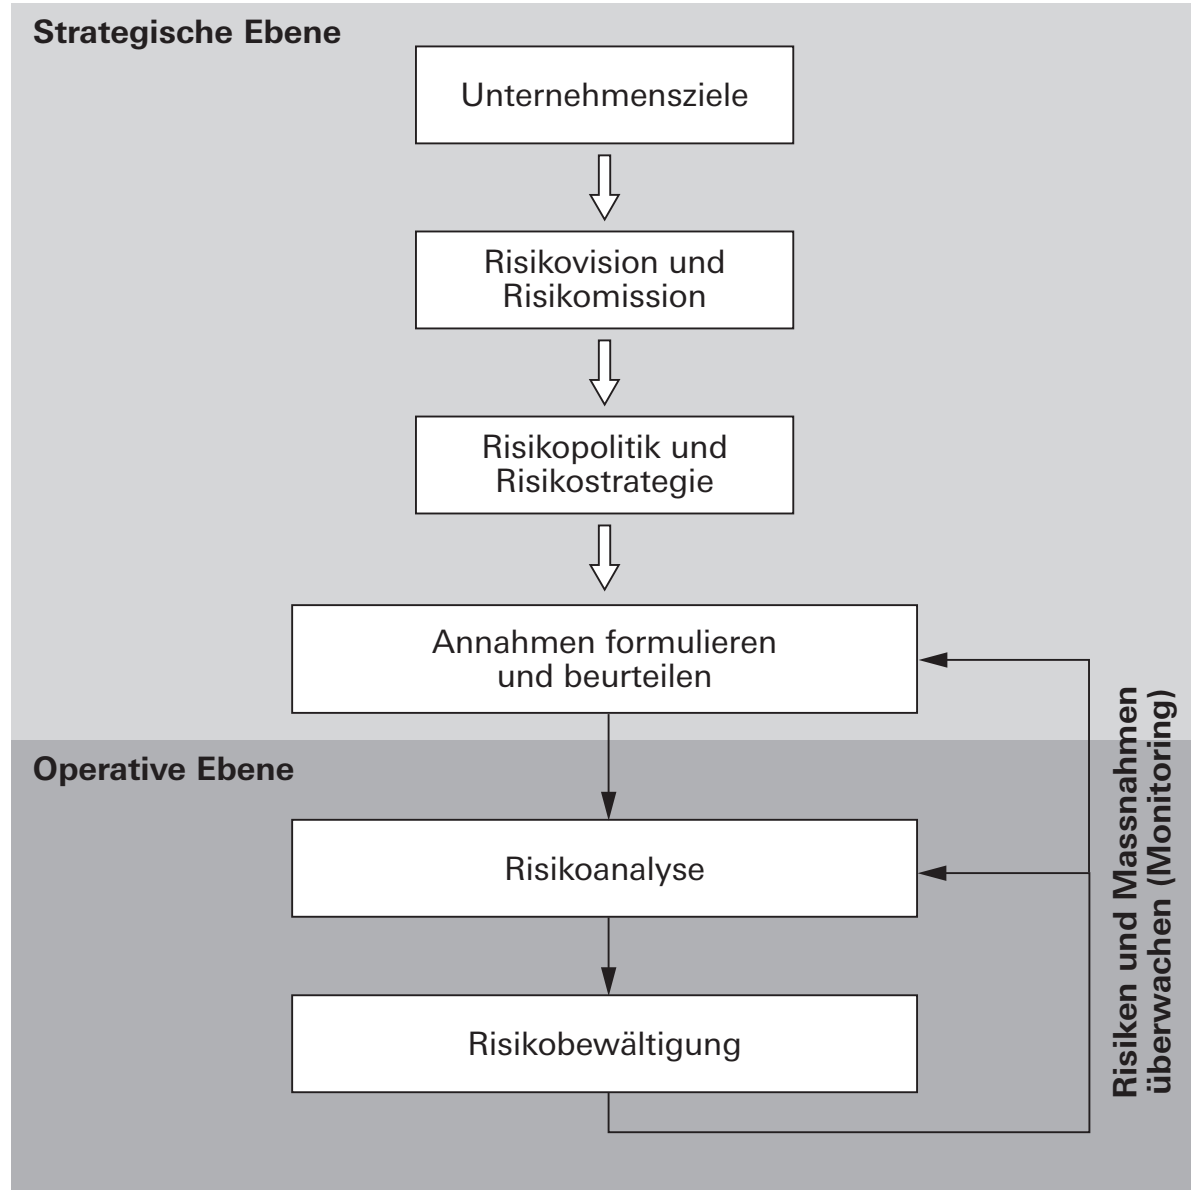 Strategische Ebene
Unternehmensziele
Risikovision und
Risikomission
Risikopolitik und
Risikostrategie
Annahmen formulieren
und beurteilen
Operative Ebene
Risikoanalyse
Risikobewältigung
Risiken und Massnahmen
überwachen (Monitoring)